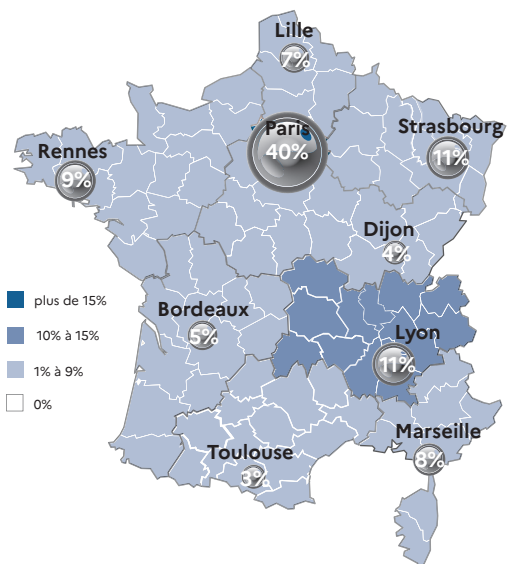 Lille
7%
Paris
40%
Strasbourg
11%
Rennes
9%
Dijon
4%
plus de 15%
10% à 15%
1% à 9%
0%
Bordeaux
5%
Lyon
11%
Marseille
8%
Toulouse
3%